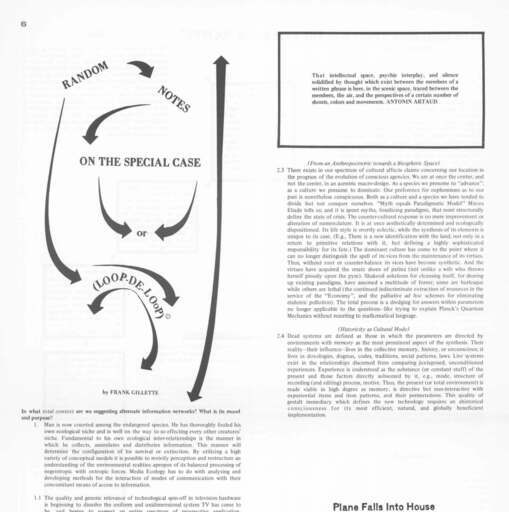 6
RANDOM
NOTES
ON THE SPECIAL CASE
or
(LOOP-DE-LOOP)©
by FRANK GILLETTE
In what total context are we suggesting alternate information networks? What is its mood
and purpose?
1. Man is now counted among the endangered species. He has thoroughly fouled his
own ecological niche and is well on the way to so effecting every other creatures'
niche. Fundamental to his own ecological inter-relationships is the manner in
which he collects, assimilates and distributes information. This manner will
determine the configuration of his survival or extinction. By utilizing a high
variety of conceptual models it is possible to restivify perception and restruction an
understanding of the environmental realities apropos of its balanced processing of
negentropic with entropic forces. Media Ecology has to do with analysing and
developing methods for the interaction of modes of communication with their
concomitant means of access to information.
1.1 The quality and genetic relevance of technological spin-off in television hardware
is beginning to dissolve the uniform and unidimensional system TV has come to
That intellectual space, psychic interplay, and silence
solidified by thought which exist between the members of a
written phrase is here, in the scenic space, traced between the
members, the air, and the perspectives of a certain number of
shouts, colors and movements. ANTONIN ARTAUD.
(From an Anthropocentric towards a Biospheric Space)
2.3 There exists in our spectrum of cultural affects claims concerning our location in
the program of the evolution of conscious agencies. We are at once the center, and
not the center, in an acentric macro-design. As a species we presume to "advance";
as a culture we presume to dominate. Our preference for euphemism as to our
past is nonetheless conspicuous. Both as a culture and a species we have tended to
divide but not conquer ourselves. "Myth equals Paradigmatic Model" Mircea
Eliade tells us; and it is spent myths, fossilizing paradigms, that most structurally
define the state of crisis. The counter-cultural response is no mere improvement or
alteration of nomenclature. It is at once aesthetically determined and ecologically
dispositioned. Its life style is overtly eclectic, while the synthesis of its elements is
unique to its case. (E.g., There is a new identification with the land; not only in a
return to primitive relations with it, but defining a highly sophisticated
responsibility for its fate.) The dominant culture has come to the point where it
can no longer distinguish the spoil of its vices from the maintenance of its virtues.
Thus, without root or counter-balance its vices have become synthetic. And the
virtues have acquired the ornate sheen of patina (not unlike a wife who throws
herself piously upon the pyre). Shakeout solutions for cleansing itself, for shoring
up existing paradigms, have assumed a multitude of forms; some are burlesque
while others are lethal (the continued indiscriminate extraction of resources in the
service of the "Economy", and the palliative ad hoc schemes for eliminating
endemic pollution). The total process is a dredging for answers within parameters
no longer applicable to the questions–like trying to explain Planck's Quantum
Mechanics without resorting to mathematical language.
(Historicity as Cultural Mode)
2.4 Dead systems are defined as those in which the parameters are directed by
environments with memory as the most prominent aspect of the synthesis. Their
reality–their influence–lives in the collective memory, history, or unconscious; it
lives in doxologies, dogmas, codes, traditions, social patterns, laws. Live systems
exist in the relationships discerned from comparing juxtaposed, unconditioned
experiences. Experience is understood as the substance (or constant stuff) of the
present and those factors directly advanced by it, e.g., mode, structure of
recording (and editing) process, motive. Thus, the present (or total environment) is
made viable in high degree as memory, is directive but non-interactive with
exponential items and item patterns, and their permutation. This quality of
gestalt monetary which defines the new technology requires an ahistorical
consciousness for its most efficient, natural, and globally beneficient
implementation.
Plane Falls Into House